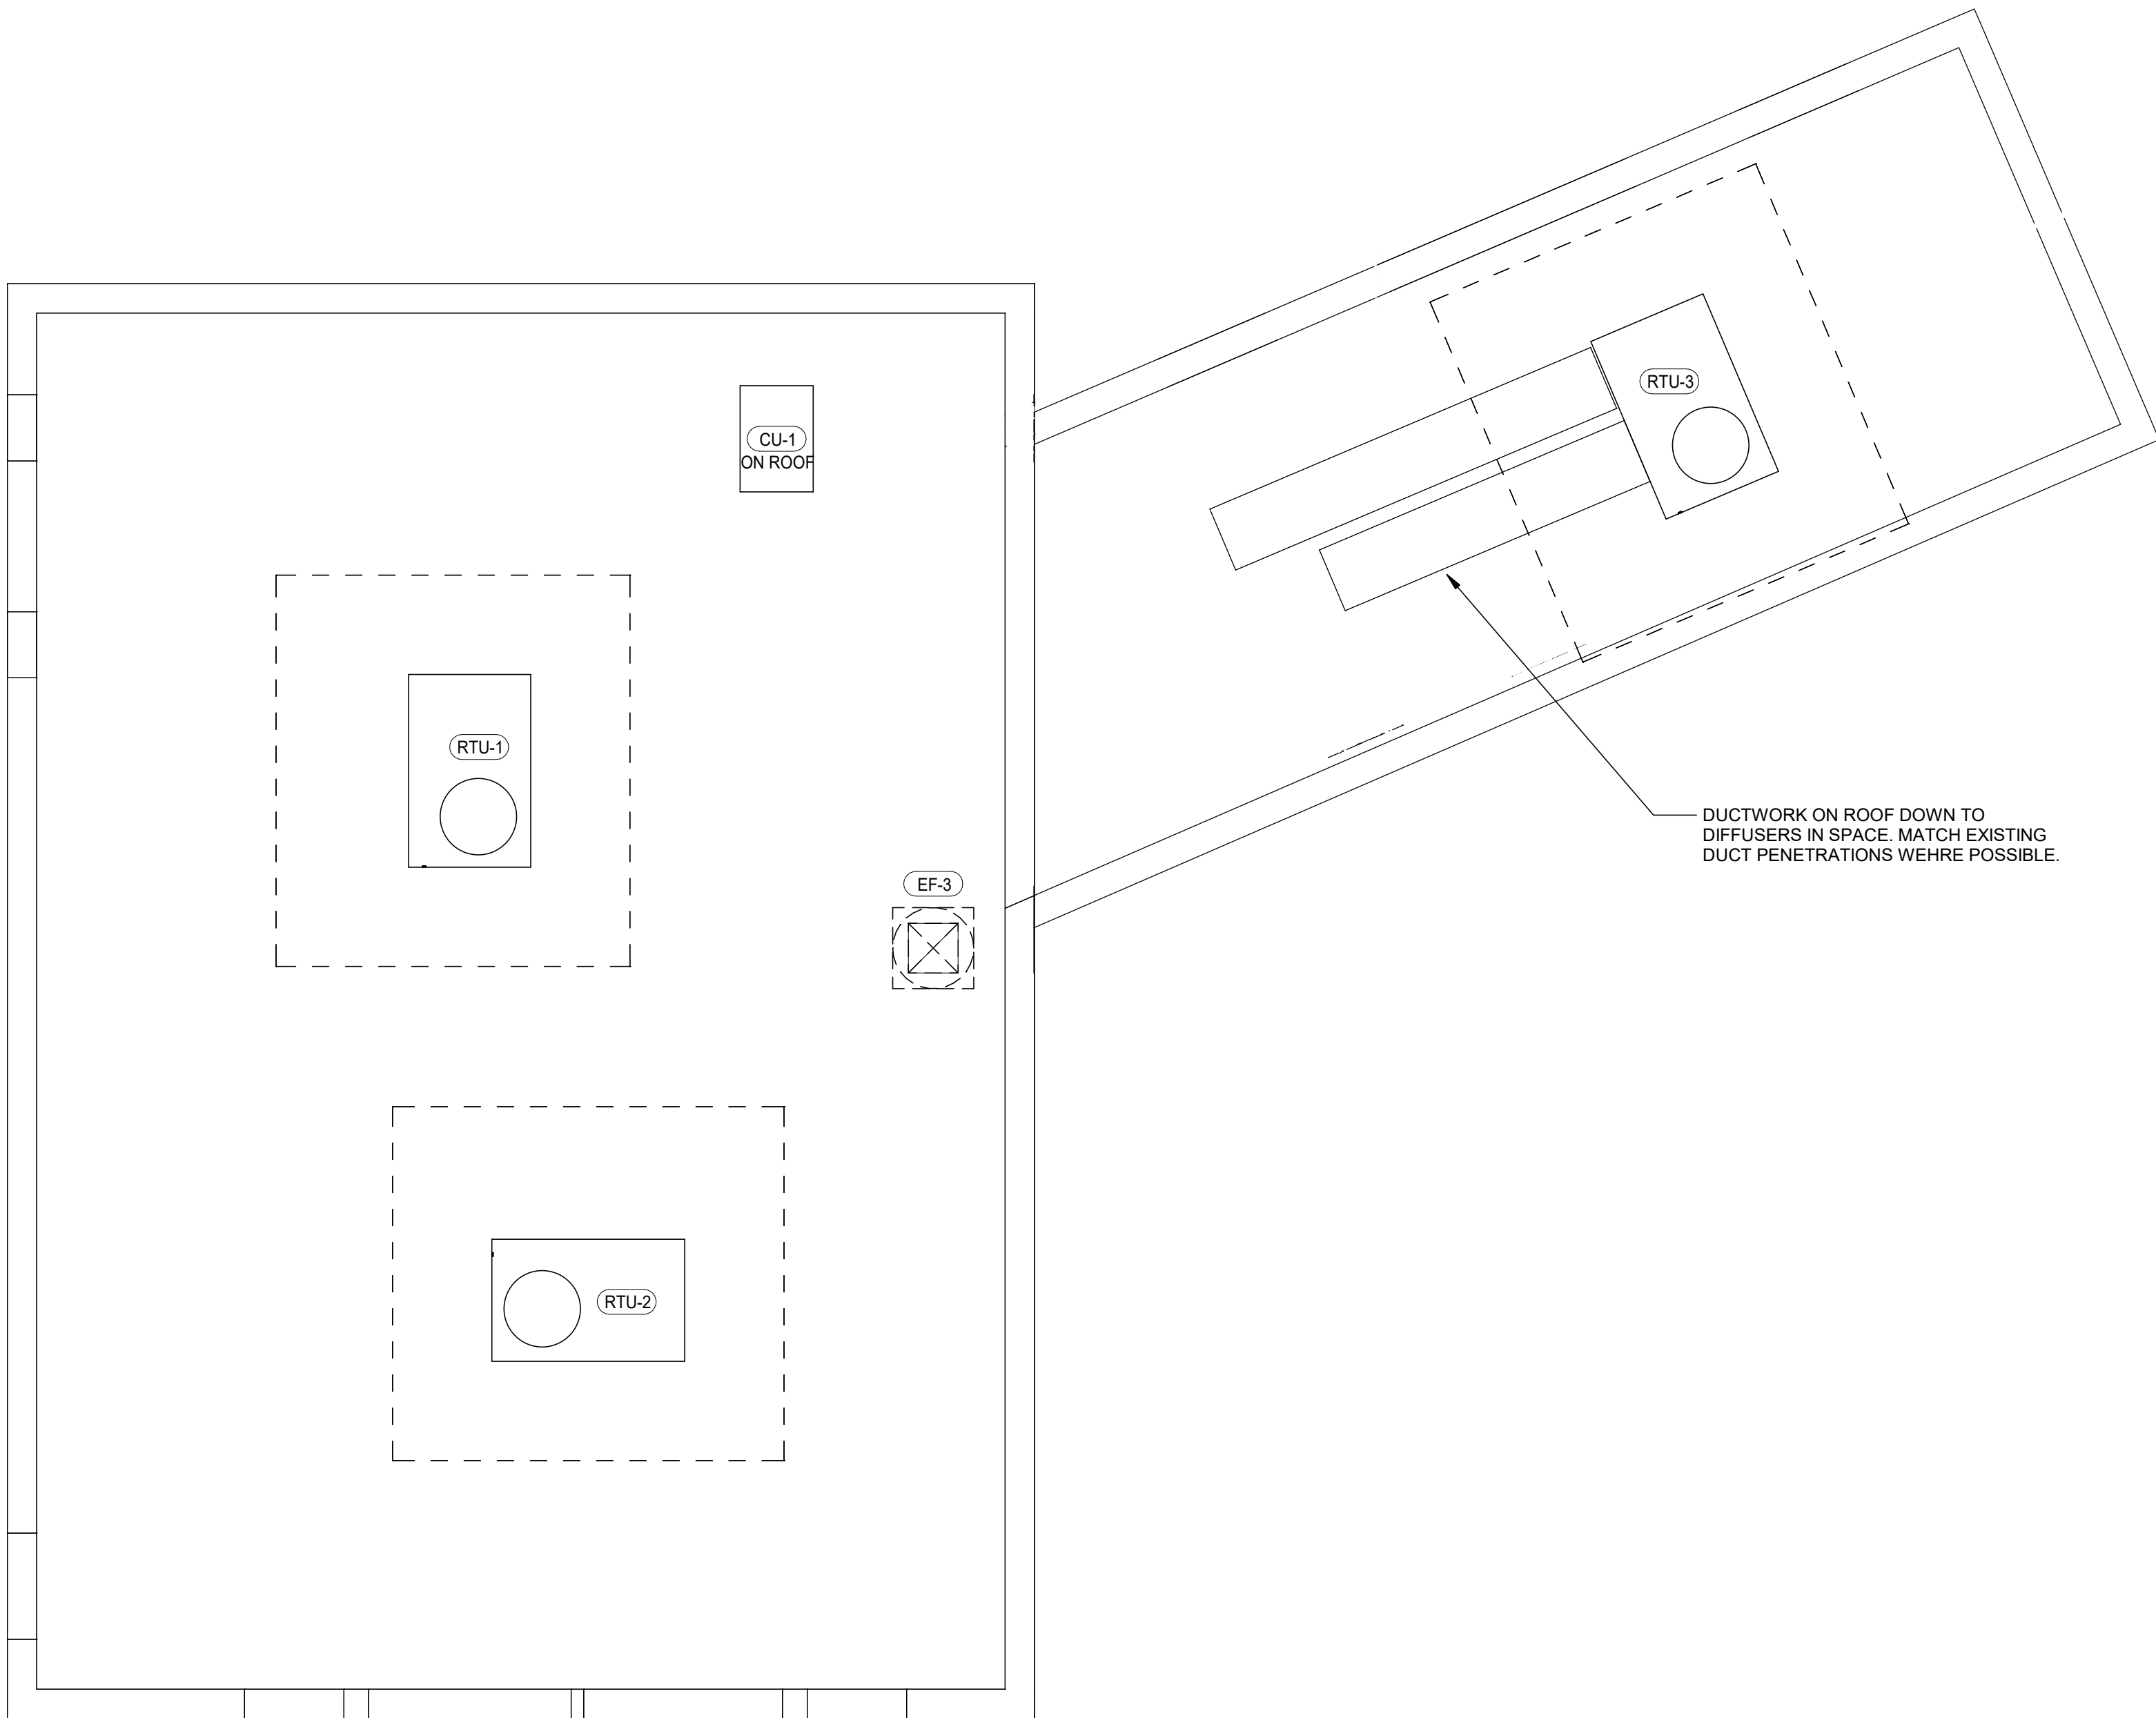 RTU-3
CU-1
ON ROOF
RTU-1
DUCTWORK ON ROOF DOWN TO
DIFFUSERS IN SPACE. MATCH EXISTING
DUCT PENETRATIONS WEHRE POSSIBLE.
EF-3
RTU-2